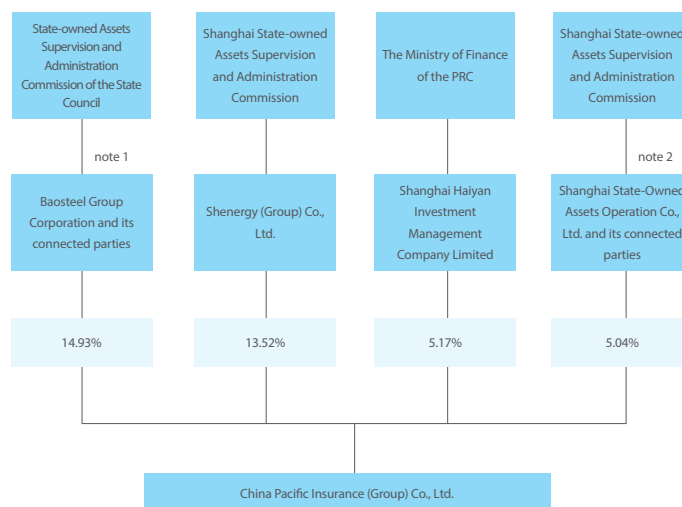 State-owned Assets
Supervision and
Administration
Commission of the State
Council
Shanghai State-owned
Assets Supervision
and Administration
Commission
The Ministry of Finance
of the PRC
Shanghai State-owned
Assets Supervision
and Administration
Commission
note 1
note 2
Baosteel Group
Corporation and its
connected parties
Shenergy (Group) Co.,
Ltd.
Shanghai Haiyan
Investment
Management
Company Limited
Shanghai State-Owned
Assets Operation Co.,
Ltd. and its connected
parties
14.93%
13.52%
5.17%
5.04%
China Pacific Insurance (Group) Co., Ltd.